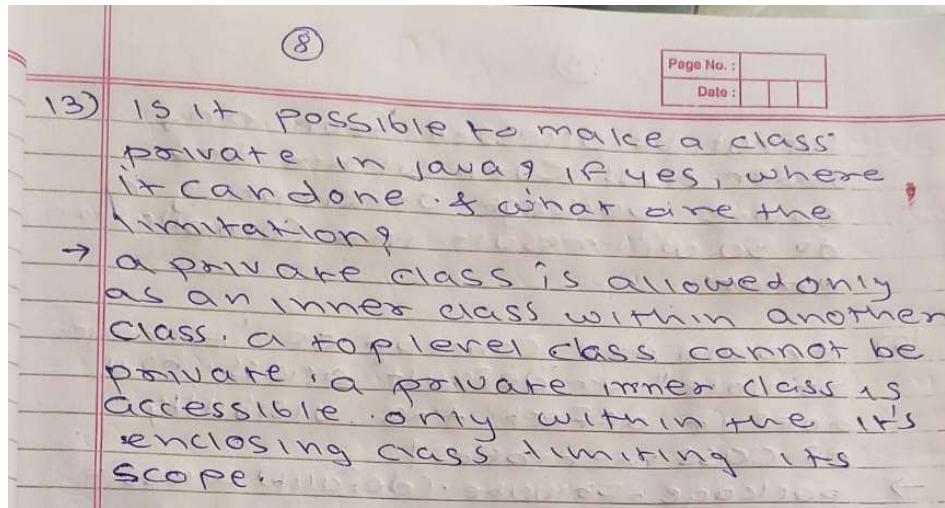 8
Page No. :
Date :
13) Is it possible to make a class
private in java? if yes, where
it can done & what are the
limitation?
→ a private class is allowed only
as an inner class within another
class. a top level class cannot be
private. a private inner class is
accessible only within the it's
enclosing class limiting its
scope.